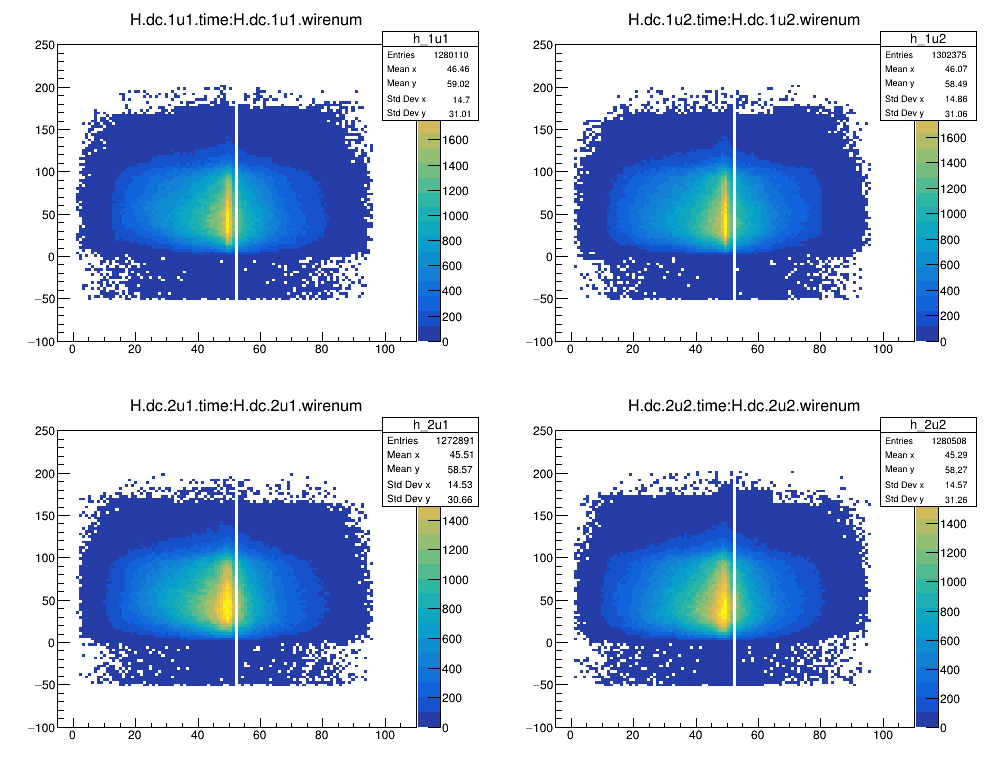 H.dc.1u1.time:H.dc.1u1.wirenum
h_1u1
Entries 1280110
Mean x 46.46
Mean y 59.02
Std Dev x 14.7
Std Dev y 31.01
250
200
150
100
50
0
−50
−100
0 20 40 60 80 100
1600
1400
1200
1000
800
600
400
200
0
H.dc.1u2.time:H.dc.1u2.wirenum
h_1u2
Entries 1302375
Mean x 46.07
Mean y 58.49
Std Dev x 14.86
Std Dev y 31.06
250
200
150
100
50
0
−50
−100
0 20 40 60 80 100
1600
1400
1200
1000
800
600
400
200
0
H.dc.2u1.time:H.dc.2u1.wirenum
h_2u1
Entries 1272891
Mean x 45.51
Mean y 58.57
Std Dev x 14.53
Std Dev y 30.66
250
200
150
100
50
0
−50
−100
0 20 40 60 80 100
1400
1200
1000
800
600
400
200
0
H.dc.2u2.time:H.dc.2u2.wirenum
h_2u2
Entries 1280508
Mean x 45.29
Mean y 58.27
Std Dev x 14.57
Std Dev y 31.26
250
200
150
100
50
0
−50
−100
0 20 40 60 80 100
1400
1200
1000
800
600
400
200
0